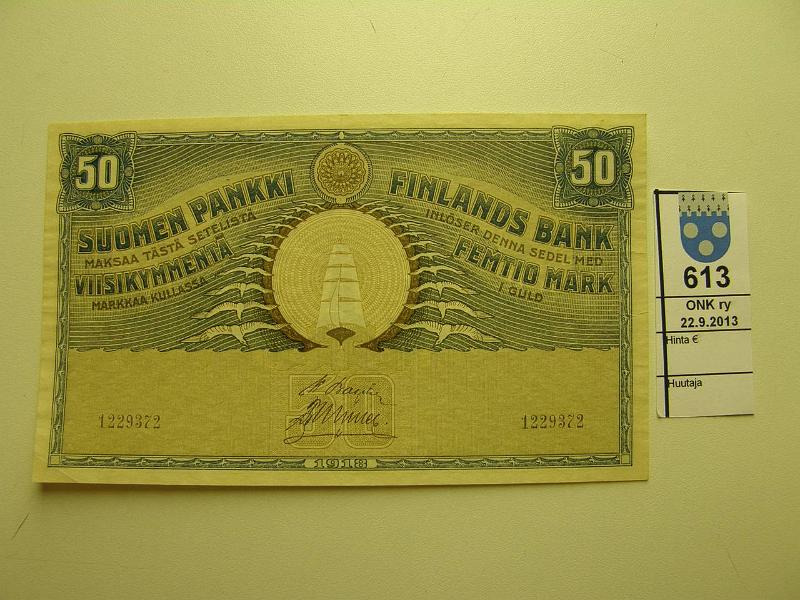 50
50
SUOMEN PANKKI
MAKSAA TÄSTÄ SETELISTÄ
VIISIKYMMENTÄ
MARKKAA KULLASSA
FINLANDS BANK
INLÖSER DENNA SEDEL MED
FEMTIO MARK
I GULD
50
1229372
1229372
1918
613
ONK ry
22.9.2013
Hinta €
Huutaja